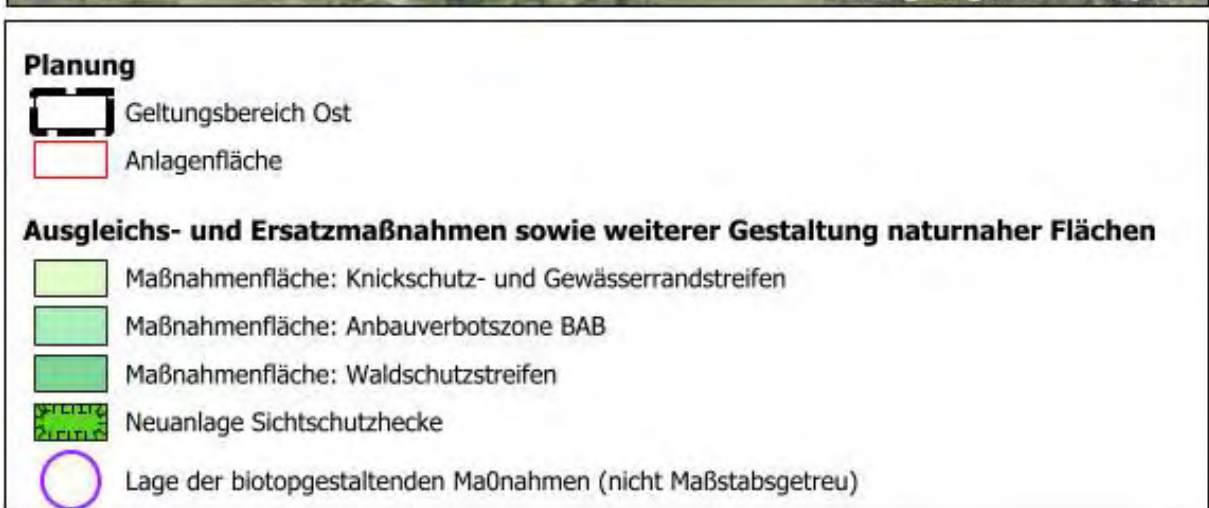 Planung
Geltungsbereich Ost
Anlagenfläche
Ausgleichs- und Ersatzmaßnahmen sowie weiterer Gestaltung naturnaher Flächen
Maßnahmenfläche: Knickschutz- und Gewässerrandstreifen
Maßnahmenfläche: Anbauverbotszone BAB
Maßnahmenfläche: Waldschutzstreifen
Neuanlage Sichtschutzhecke
Lage der biotopgestaltenden Ma0nahmen (nicht Maßstabsgetreu)